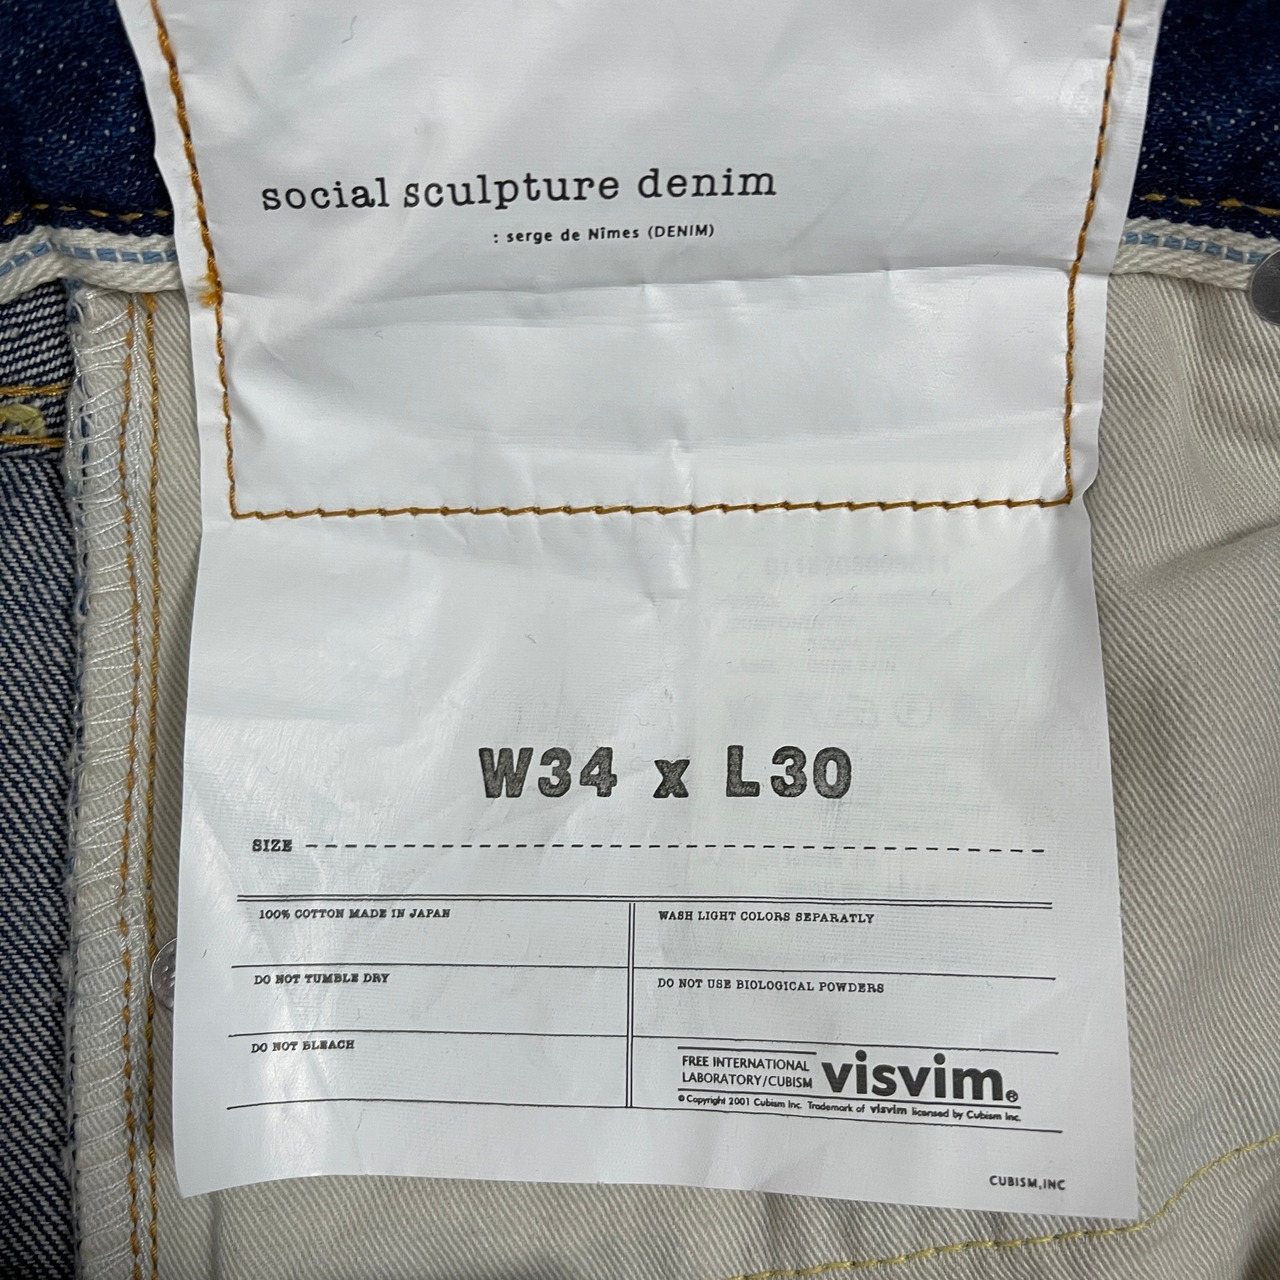 social sculpture denim
: serge de Nîmes (DENIM)
W34 x L30
SIZE
100% COTTON MADE IN JAPAN
WASH LIGHT COLORS SEPARATLY
DO NOT TUMBLE DRY
DO NOT USE BIOLOGICAL POWDERS
DO NOT BLEACH
FREE INTERNATIONAL
LABORATORY/CUBISM
visvim®
© Copyright 2001 Cubism Inc. Trademark of visvim licensed by Cubism Inc.
CUBISM,INC